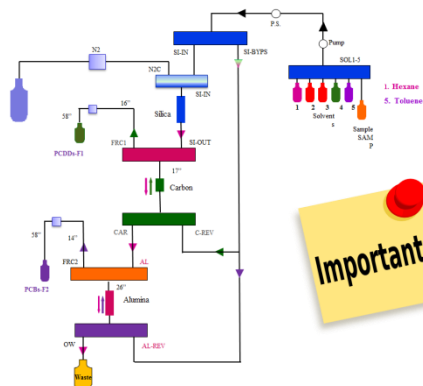 P.S.
SI-IN
SI-BYPS
Pump
N2
N2C
SI-IN
SOL1-5
1. Hexane
5. Toluene
1
2
3
4
5
Solvent
s
Sample
SAM
P
Silica
58"
16"
PCDDs-F1
FRC1
SI-OUT
17"
Carbon
CAR
C-REV
58"
14"
AL
FRC2
PCBs-F2
26"
Alumina
OW
AL-REV
Waste
Important